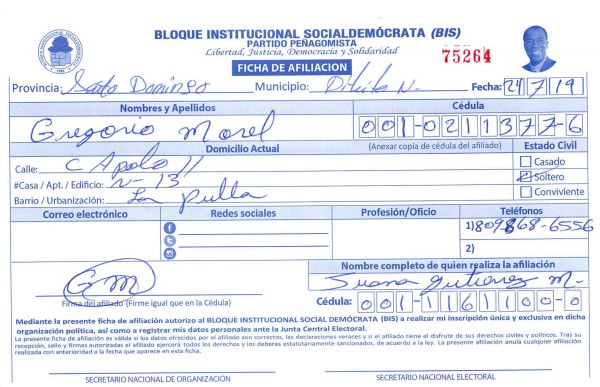 BLOQUE INSTITUCIONAL SOCIALDEMÓCRATA (BIS)
PARTIDO PEÑAGOMISTA
Libertad, Justicia, Democracia y Solidaridad
75264
FICHA DE AFILIACION
Provincia: Santo Domingo Municipio: Distrito N. Fecha: 24/7/19
Nombres y Apellidos Cédula
Gregorio Morel 001-0211377-6
Domicilio Actual (Anexar copia de cédula del afiliado) Estado Civil
Calle: C Apolo 11 Casado
#Casa / Apt. / Edificio: N-13 Soltero
Barrio / Urbanización: La Puya Conviviente
Correo electrónico Redes sociales Profesión/Oficio Teléfonos
1) 809868-6556
2)
Nombre completo de quien realiza la afiliación
GM Juana Gutierrez M.
Firma del afiliado (Firme igual que en la Cédula) Cédula: 001-1161100-0
Mediante la presente ficha de afiliación autorizo al BLOQUE INSTITUCIONAL SOCIAL DEMÓCRATA (BIS) a realizar mi inscripción única y exclusiva en dicha
organización política, así como a registrar mis datos personales ante la Junta Central Electoral.
La presente ficha de afiliación es válida si los datos ofrecidos por el afiliado son correctos, las declaraciones veraces y si el afiliado tiene el disfrute de sus derechos civiles y políticos. Tras su
recepción, sello y firmas autorizadas el afiliado ejercerá todos los derechos y los deberes estatutariamente sancionados, de acuerdo a la ley. La presente afiliación anula cualquier afiliación
realizada con anterioridad a la fecha que aparece en esta ficha.
SECRETARIO NACIONAL DE ORGANIZACIÓN SECRETARIO NACIONAL ELECTORAL